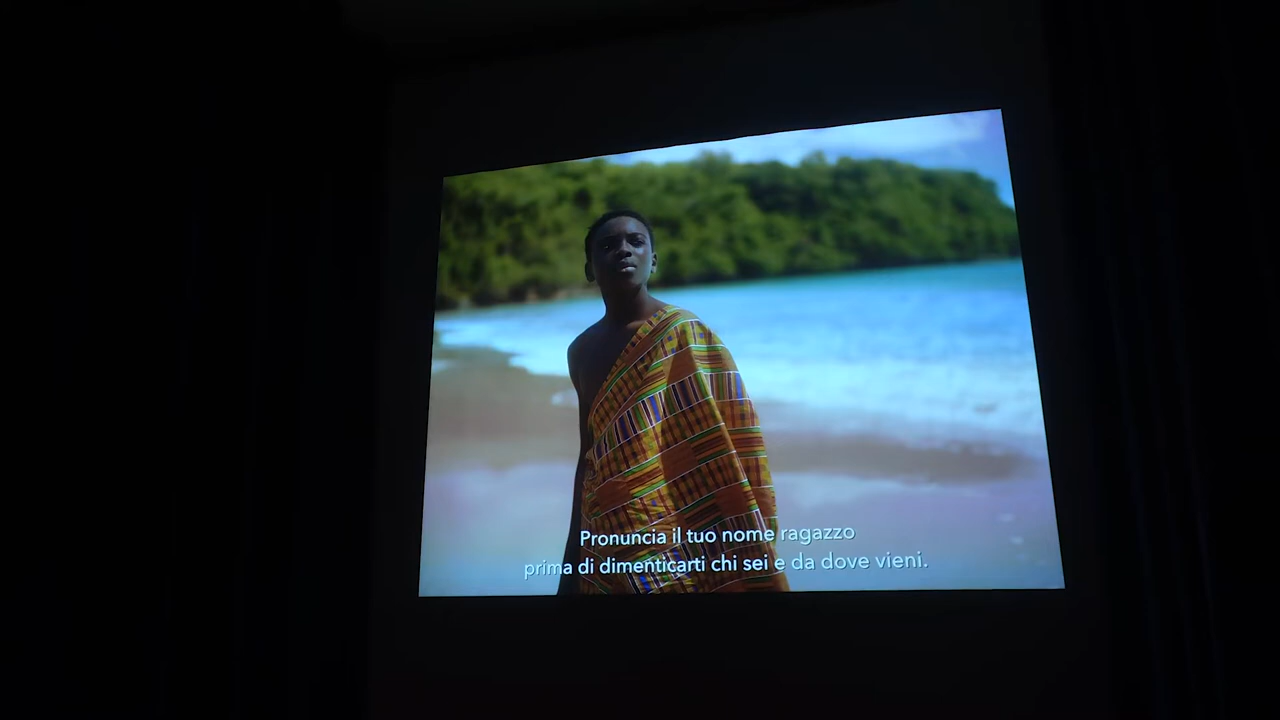 Pronuncia il tuo nome ragazzo
prima di dimenticarti chi sei e da dove vieni.